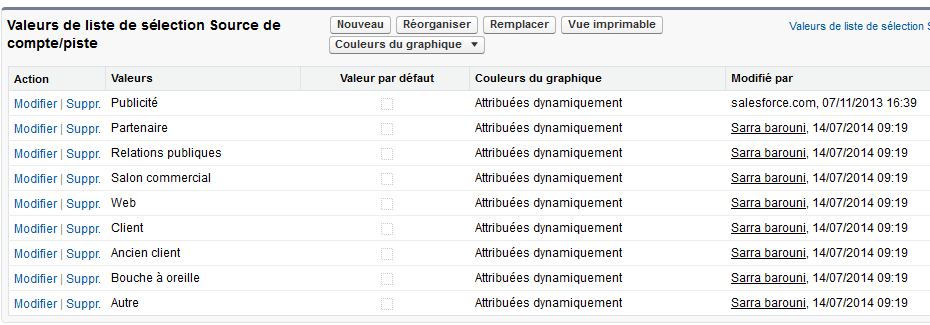 Valeurs de liste de sélection Source de compte/piste
Nouveau Réorganiser Remplacer Vue imprimable
Couleurs du graphique
Valeurs de liste de sélection S
Action Valeurs Valeur par défaut Couleurs du graphique Modifié par
Modifier | Suppr. Publicité Attribuées dynamiquement salesforce.com, 07/11/2013 16:39
Modifier | Suppr. Partenaire Attribuées dynamiquement Sarra barouni, 14/07/2014 09:19
Modifier | Suppr. Relations publiques Attribuées dynamiquement Sarra barouni, 14/07/2014 09:19
Modifier | Suppr. Salon commercial Attribuées dynamiquement Sarra barouni, 14/07/2014 09:19
Modifier | Suppr. Web Attribuées dynamiquement Sarra barouni, 14/07/2014 09:19
Modifier | Suppr. Client Attribuées dynamiquement Sarra barouni, 14/07/2014 09:19
Modifier | Suppr. Ancien client Attribuées dynamiquement Sarra barouni, 14/07/2014 09:19
Modifier | Suppr. Bouche à oreille Attribuées dynamiquement Sarra barouni, 14/07/2014 09:19
Modifier | Suppr. Autre Attribuées dynamiquement Sarra barouni, 14/07/2014 09:19